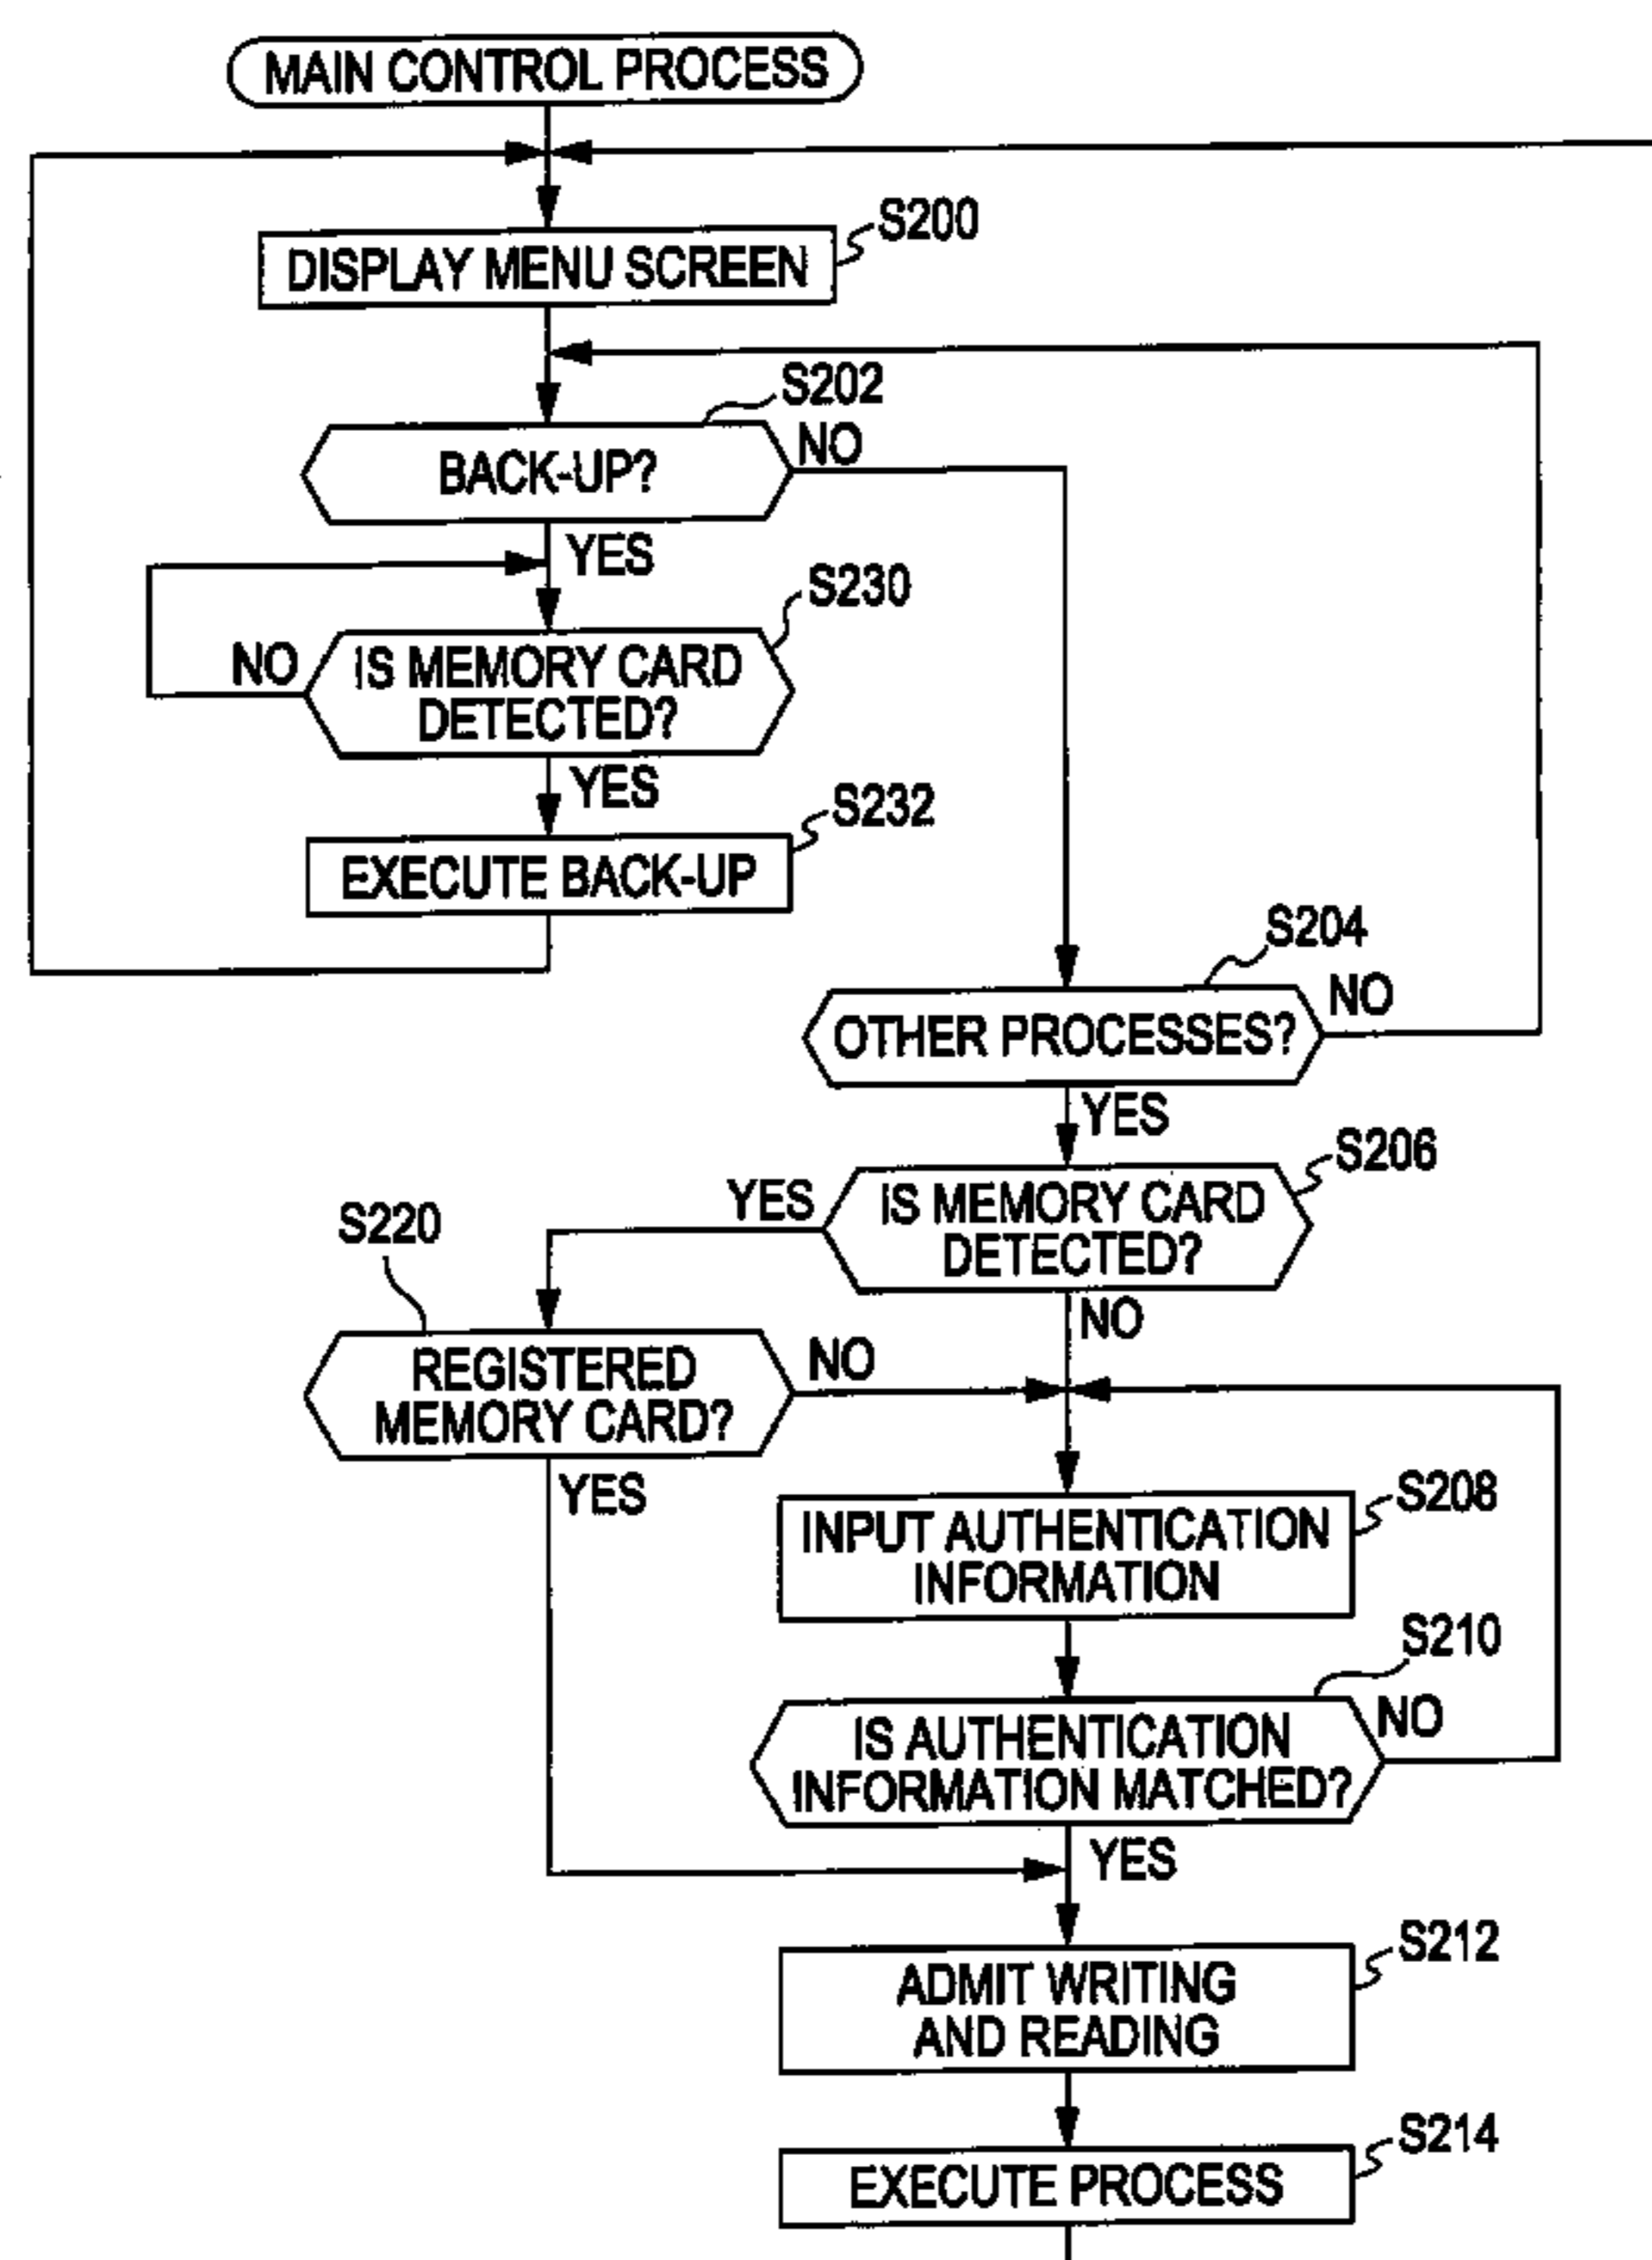 MAIN CONTROL PROCESS
S200
DISPLAY MENU SCREEN
S202
BACK-UP?
NO
YES
S230
NO
IS MEMORY CARD
DETECTED?
YES
S232
EXECUTE BACK-UP
S204
OTHER PROCESSES?
NO
YES
S206
IS MEMORY CARD
DETECTED?
YES
NO
S220
REGISTERED
MEMORY CARD?
NO
YES
S208
INPUT AUTHENTICATION
INFORMATION
S210
IS AUTHENTICATION
INFORMATION MATCHED?
NO
YES
S212
ADMIT WRITING
AND READING
S214
EXECUTE PROCESS